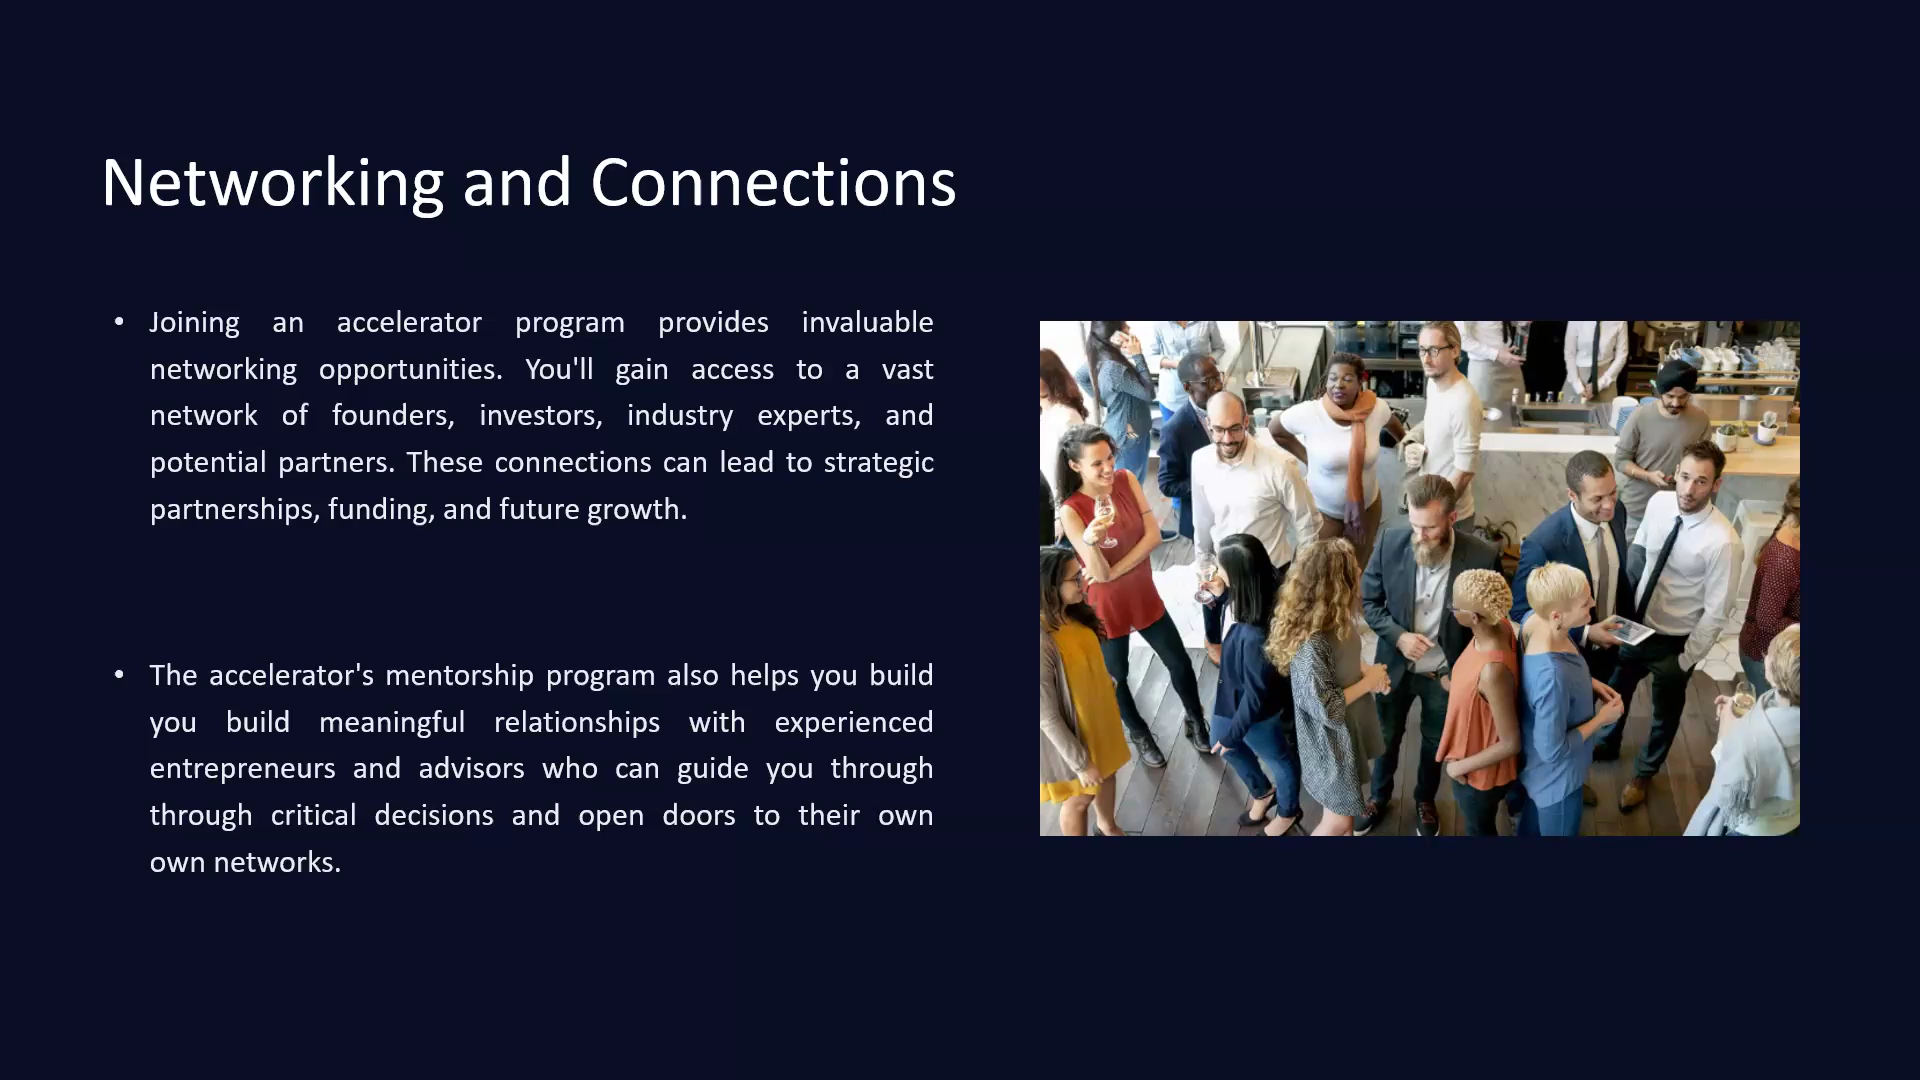 Networking and Connections
• Joining an accelerator program provides invaluable
networking opportunities. You'll gain access to a vast
network of founders, investors, industry experts, and
potential partners. These connections can lead to strategic
partnerships, funding, and future growth.
• The accelerator's mentorship program also helps you build
you build meaningful relationships with experienced
entrepreneurs and advisors who can guide you through
through critical decisions and open doors to their own
own networks.